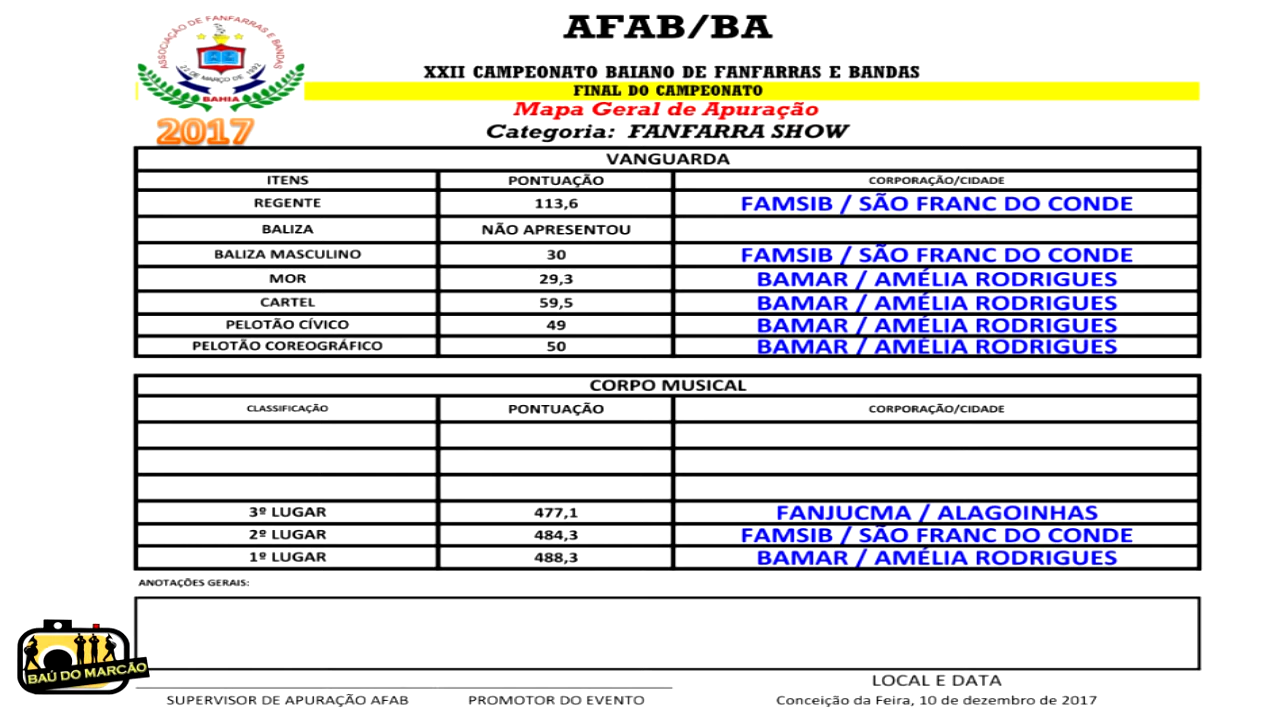 ASSOCIAÇÃO DE FANFARRAS E BANDAS
22 DE MARÇO DE 1992
BAHIA
2017
AFAB/BA
XXII CAMPEONATO BAIANO DE FANFARRAS E BANDAS
FINAL DO CAMPEONATO
Mapa Geral de Apuração
Categoria: FANFARRA SHOW
VANGUARDA
ITENS PONTUAÇÃO CORPORAÇÃO/CIDADE
REGENTE 113,6 FAMSIB / SÃO FRANC DO CONDE
BALIZA NÃO APRESENTOU
BALIZA MASCULINO 30 FAMSIB / SÃO FRANC DO CONDE
MOR 29,3 BAMAR / AMÉLIA RODRIGUES
CARTEL 59,5 BAMAR / AMÉLIA RODRIGUES
PELOTÃO CÍVICO 49 BAMAR / AMÉLIA RODRIGUES
PELOTÃO COREOGRÁFICO 50 BAMAR / AMÉLIA RODRIGUES
CORPO MUSICAL
CLASSIFICAÇÃO PONTUAÇÃO CORPORAÇÃO/CIDADE
3º LUGAR 477,1 FANJUCMA / ALAGOINHAS
2º LUGAR 484,3 FAMSIB / SÃO FRANC DO CONDE
1º LUGAR 488,3 BAMAR / AMÉLIA RODRIGUES
ANOTAÇÕES GERAIS:
BAÚ DO MARCÃO
LOCAL E DATA
SUPERVISOR DE APURAÇÃO AFAB PROMOTOR DO EVENTO Conceição da Feira, 10 de dezembro de 2017